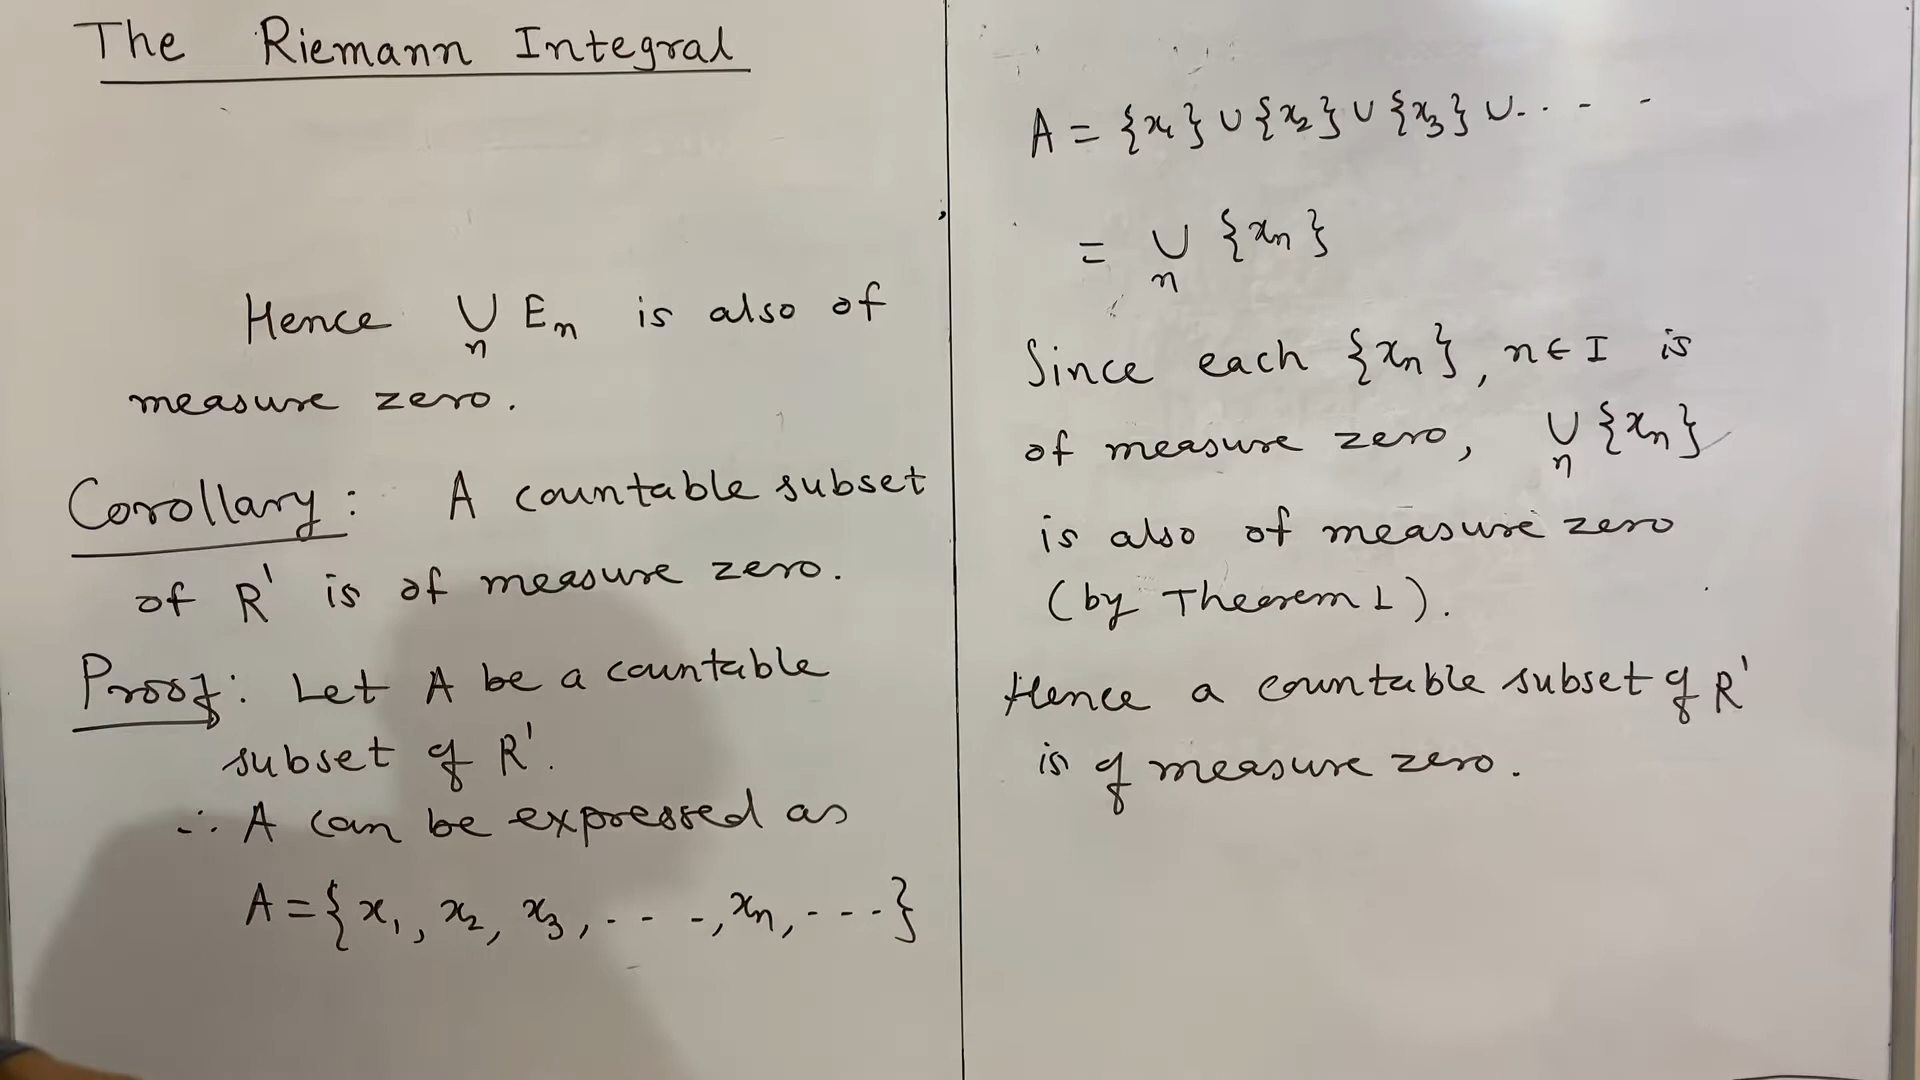 The Riemann Integral
Hence ∪ Eₙ is also of
n
measure zero.
Corollary: A countable subset
of R' is of measure zero.
Proof: Let A be a countable
subset of R'.
∴ A can be expressed as
A = {x₁, x₂, x₃, - - -, xₙ, - - -}
A = {x₁} ∪ {x₂} ∪ {x₃} ∪ - - - -
= ∪ {xₙ}
n
Since each {xₙ}, n ∈ I is
of measure zero, ∪ {xₙ}
n
is also of measure zero
(by Theorem 1).
Hence a countable subset of R'
is of measure zero.